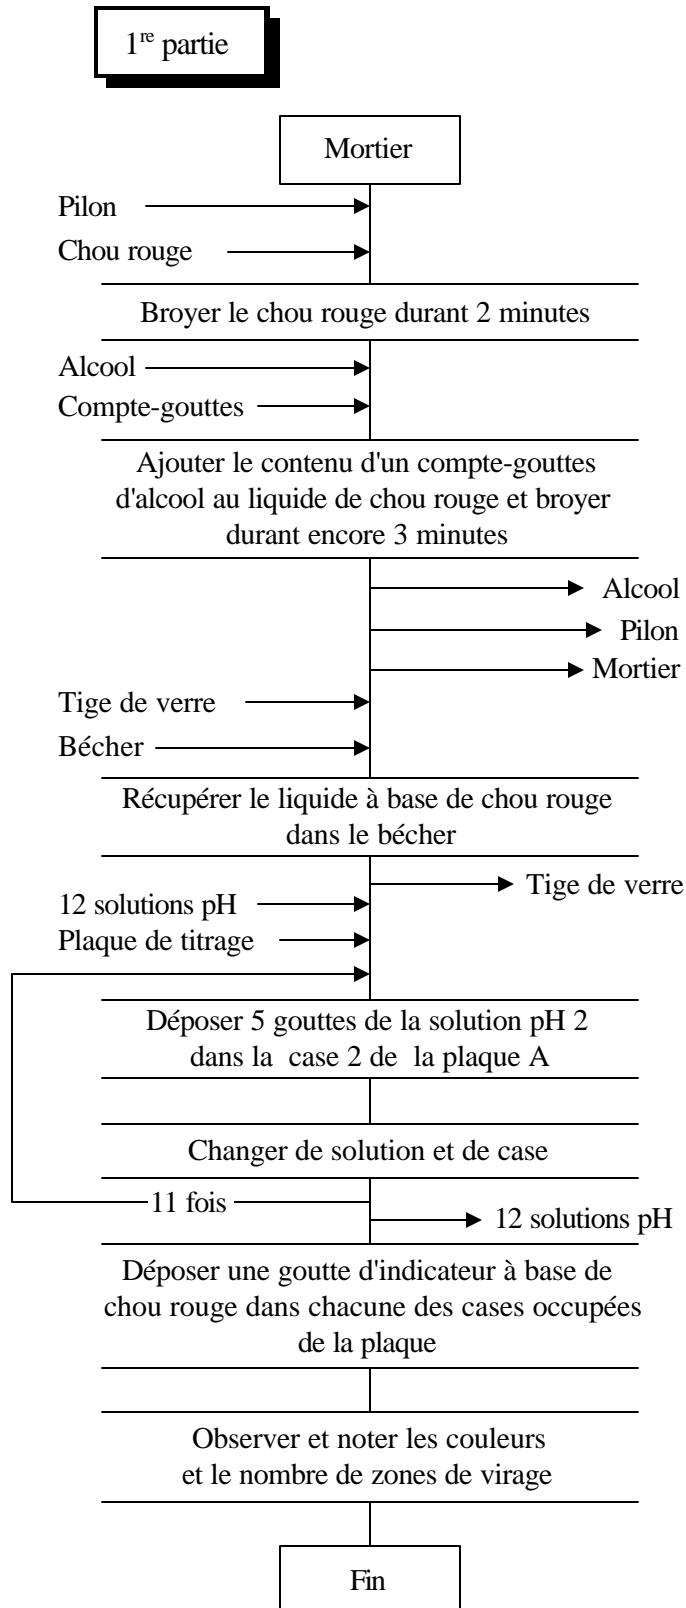 1re partie
Mortier
Pilon
Chou rouge
Broyer le chou rouge durant 2 minutes
Alcool
Compte-gouttes
Ajouter le contenu d'un compte-gouttes
d'alcool au liquide de chou rouge et broyer
durant encore 3 minutes
Alcool
Pilon
Mortier
Tige de verre
Bécher
Récupérer le liquide à base de chou rouge
dans le bécher
Tige de verre
12 solutions pH
Plaque de titrage
Déposer 5 gouttes de la solution pH 2
dans la case 2 de la plaque A
Changer de solution et de case
11 fois
12 solutions pH
Déposer une goutte d'indicateur à base de
chou rouge dans chacune des cases occupées
de la plaque
Observer et noter les couleurs
et le nombre de zones de virage
Fin